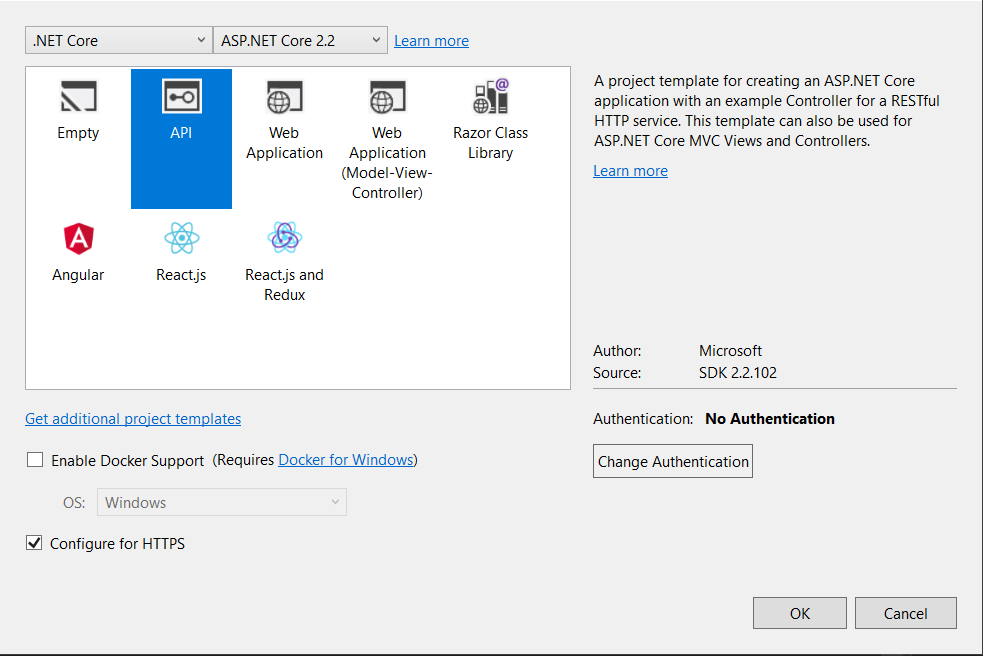 .NET Core
ASP.NET Core 2.2
Learn more
Empty
API
Web
Application
Web
Application
(Model-View-
Controller)
Razor Class
Library
Angular
React.js
React.js and
Redux
A project template for creating an ASP.NET Core
application with an example Controller for a RESTful
HTTP service. This template can also be used for
ASP.NET Core MVC Views and Controllers.
Learn more
Author: Microsoft
Source: SDK 2.2.102
Get additional project templates
Authentication: No Authentication
Change Authentication
Enable Docker Support (Requires Docker for Windows)
OS: Windows
Configure for HTTPS
OK
Cancel